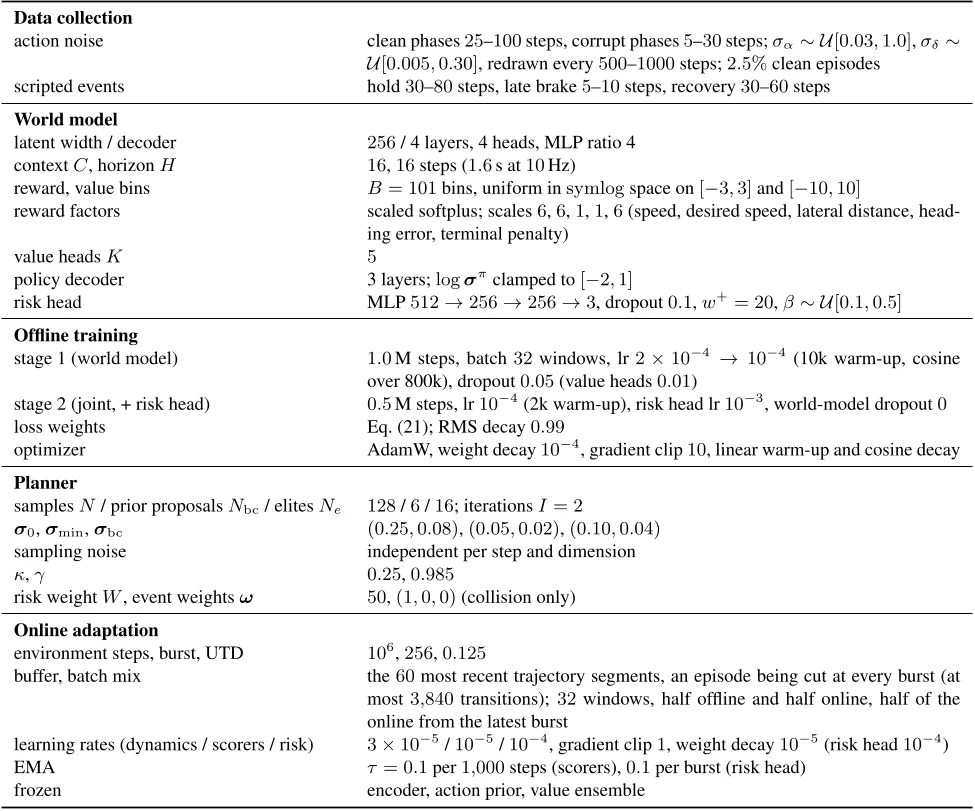 Data collection
action noise clean phases 25–100 steps, corrupt phases 5–30 steps; σα ∼ U[0.03, 1.0], σδ ∼
U[0.005, 0.30], redrawn every 500–1000 steps; 2.5% clean episodes
scripted events hold 30–80 steps, late brake 5–10 steps, recovery 30–60 steps
World model
latent width / decoder 256 / 4 layers, 4 heads, MLP ratio 4
context C, horizon H 16, 16 steps (1.6 s at 10 Hz)
reward, value bins B = 101 bins, uniform in symlog space on [−3, 3] and [−10, 10]
reward factors scaled softplus; scales 6, 6, 1, 1, 6 (speed, desired speed, lateral distance, head-
ing error, terminal penalty)
value heads K 5
policy decoder 3 layers; log σ^π clamped to [−2, 1]
risk head MLP 512 → 256 → 256 → 3, dropout 0.1, w⁺ = 20, β ∼ U[0.1, 0.5]
Offline training
stage 1 (world model) 1.0 M steps, batch 32 windows, lr 2 × 10⁻⁴ → 10⁻⁴ (10k warm-up, cosine
over 800k), dropout 0.05 (value heads 0.01)
stage 2 (joint, + risk head) 0.5 M steps, lr 10⁻⁴ (2k warm-up), risk head lr 10⁻³, world-model dropout 0
loss weights Eq. (21); RMS decay 0.99
optimizer AdamW, weight decay 10⁻⁴, gradient clip 10, linear warm-up and cosine decay
Planner
samples N / prior proposals N_bc / elites N_e 128 / 6 / 16; iterations I = 2
σ₀, σ_min, σ_bc (0.25, 0.08), (0.05, 0.02), (0.10, 0.04)
sampling noise independent per step and dimension
κ, γ 0.25, 0.985
risk weight W, event weights ω 50, (1, 0, 0) (collision only)
Online adaptation
environment steps, burst, UTD 10⁶, 256, 0.125
buffer, batch mix the 60 most recent trajectory segments, an episode being cut at every burst (at
most 3,840 transitions); 32 windows, half offline and half online, half of the
online from the latest burst
learning rates (dynamics / scorers / risk) 3 × 10⁻⁵ / 10⁻⁵ / 10⁻⁴, gradient clip 1, weight decay 10⁻⁵ (risk head 10⁻⁴)
EMA τ = 0.1 per 1,000 steps (scorers), 0.1 per burst (risk head)
frozen encoder, action prior, value ensemble